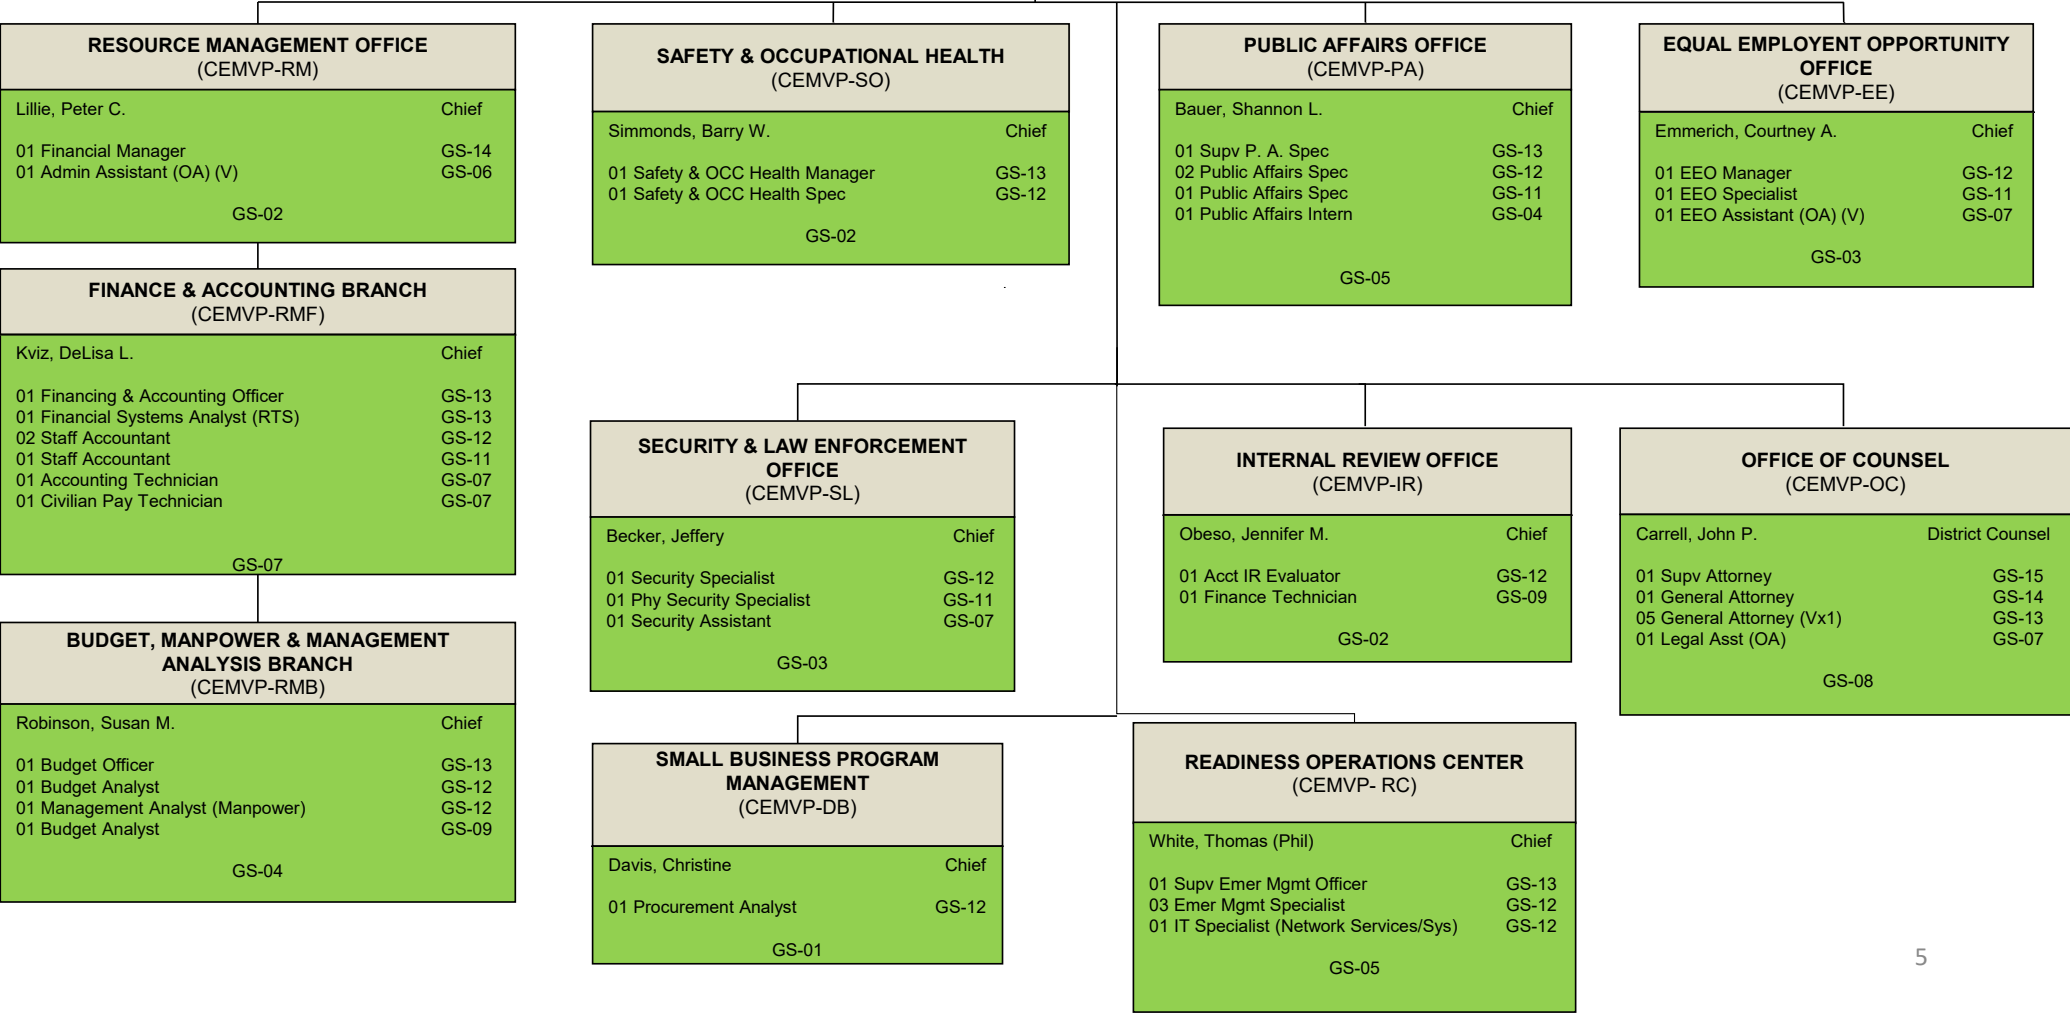 RESOURCE MANAGEMENT OFFICE
(CEMVP-RM)
Lillie, Peter C. Chief
01 Financial Manager GS-14
01 Admin Assistant (OA) (V) GS-06
GS-02
FINANCE & ACCOUNTING BRANCH
(CEMVP-RMF)
Kviz, DeLisa L. Chief
01 Financing & Accounting Officer GS-13
01 Financial Systems Analyst (RTS) GS-13
02 Staff Accountant GS-12
01 Staff Accountant GS-11
01 Accounting Technician GS-07
01 Civilian Pay Technician GS-07
GS-07
BUDGET, MANPOWER & MANAGEMENT
ANALYSIS BRANCH
(CEMVP-RMB)
Robinson, Susan M. Chief
01 Budget Officer GS-13
01 Budget Analyst GS-12
01 Management Analyst (Manpower) GS-12
01 Budget Analyst GS-09
GS-04
SAFETY & OCCUPATIONAL HEALTH
(CEMVP-SO)
Simmonds, Barry W. Chief
01 Safety & OCC Health Manager GS-13
01 Safety & OCC Health Spec GS-12
GS-02
PUBLIC AFFAIRS OFFICE
(CEMVP-PA)
Bauer, Shannon L. Chief
01 Supv P. A. Spec GS-13
02 Public Affairs Spec GS-12
01 Public Affairs Spec GS-11
01 Public Affairs Intern GS-04
GS-05
EQUAL EMPLOYENT OPPORTUNITY
OFFICE
(CEMVP-EE)
Emmerich, Courtney A. Chief
01 EEO Manager GS-12
01 EEO Specialist GS-11
01 EEO Assistant (OA) (V) GS-07
GS-03
SECURITY & LAW ENFORCEMENT
OFFICE
(CEMVP-SL)
Becker, Jeffery Chief
01 Security Specialist GS-12
01 Phy Security Specialist GS-11
01 Security Assistant GS-07
GS-03
INTERNAL REVIEW OFFICE
(CEMVP-IR)
Obeso, Jennifer M. Chief
01 Acct IR Evaluator GS-12
01 Finance Technician GS-09
GS-02
OFFICE OF COUNSEL
(CEMVP-OC)
Carrell, John P. District Counsel
01 Supv Attorney GS-15
01 General Attorney GS-14
05 General Attorney (Vx1) GS-13
01 Legal Asst (OA) GS-07
GS-08
SMALL BUSINESS PROGRAM
MANAGEMENT
(CEMVP-DB)
Davis, Christine Chief
01 Procurement Analyst GS-12
GS-01
READINESS OPERATIONS CENTER
(CEMVP- RC)
White, Thomas (Phil) Chief
01 Supv Emer Mgmt Officer GS-13
03 Emer Mgmt Specialist GS-12
01 IT Specialist (Network Services/Sys) GS-12
GS-05
5